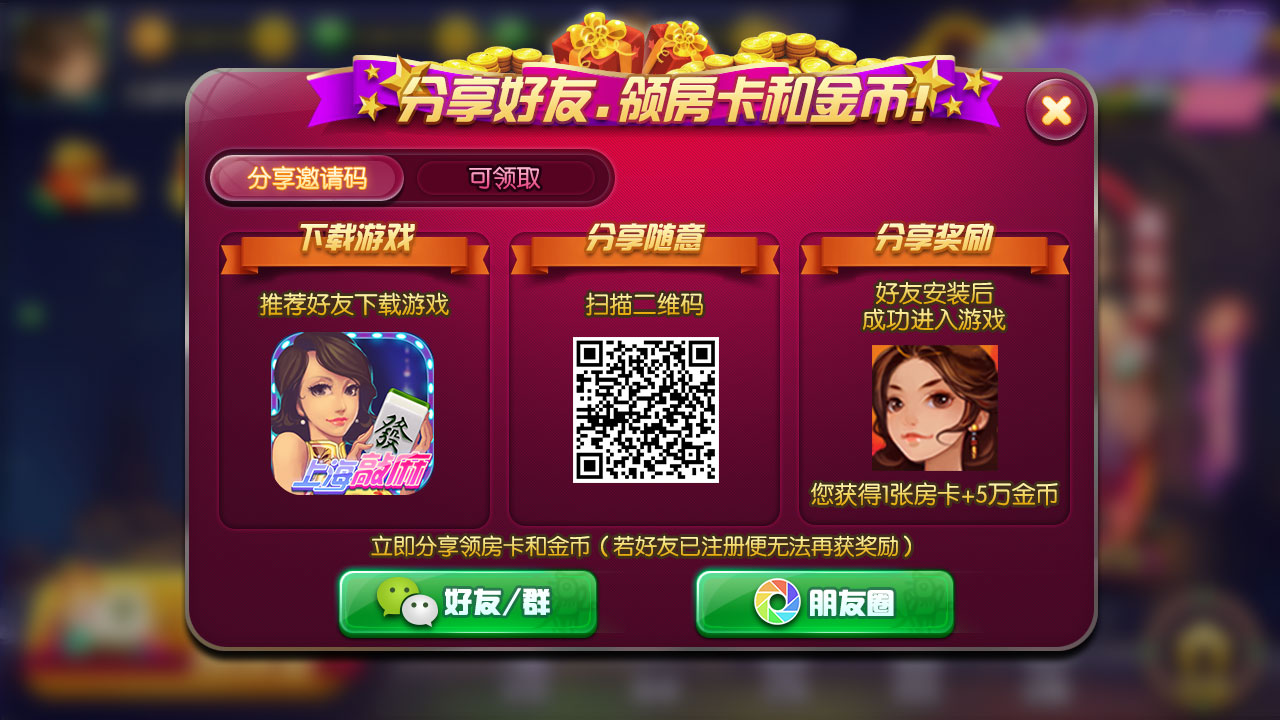 分享好友.领房卡和金币!
分享邀请码
可领取
下载游戏
推荐好友下载游戏
發
上海敲麻
分享随意
扫描二维码
分享奖励
好友安装后
成功进入游戏
您获得1张房卡+5万金币
立即分享领房卡和金币（若好友已注册便无法再获奖励）
好友/群
朋友圈